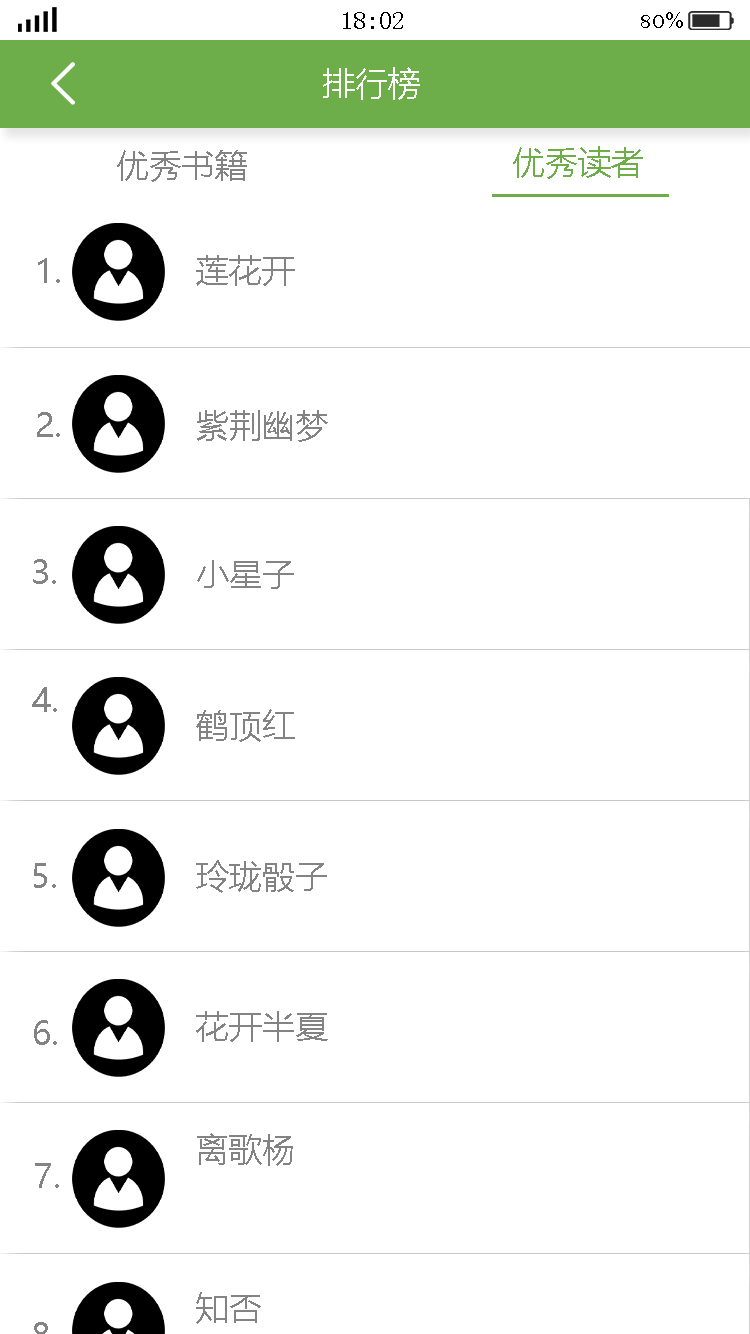 18:02 80%
排行榜
优秀书籍 优秀读者
1. 莲花开
2. 紫荆幽梦
3. 小星子
4. 鹤顶红
5. 玲珑骰子
6. 花开半夏
7. 离歌杨
8 知否